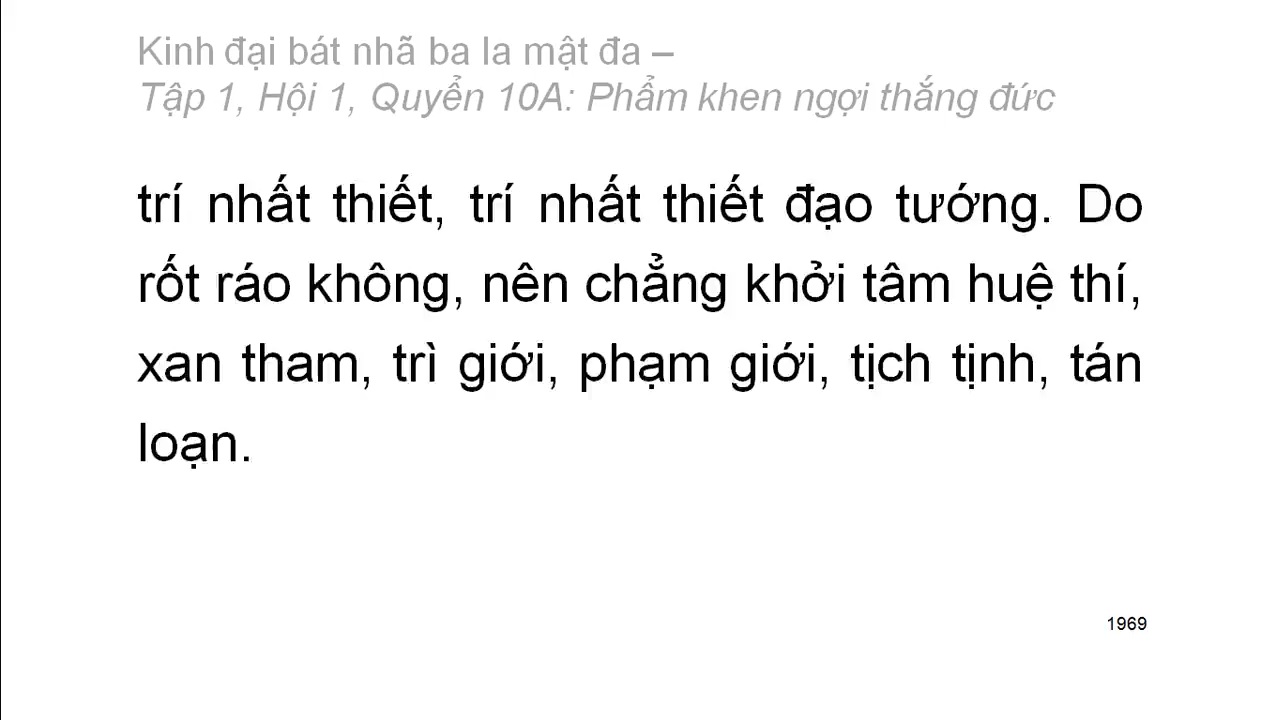 Kinh đại bát nhã ba la mật đa –
Tập 1, Hội 1, Quyển 10A: Phẩm khen ngợi thắng đức
trí nhất thiết, trí nhất thiết đạo tướng. Do
rốt ráo không, nên chẳng khởi tâm huệ thí,
xan tham, trì giới, phạm giới, tịch tịnh, tán
loạn.
1969